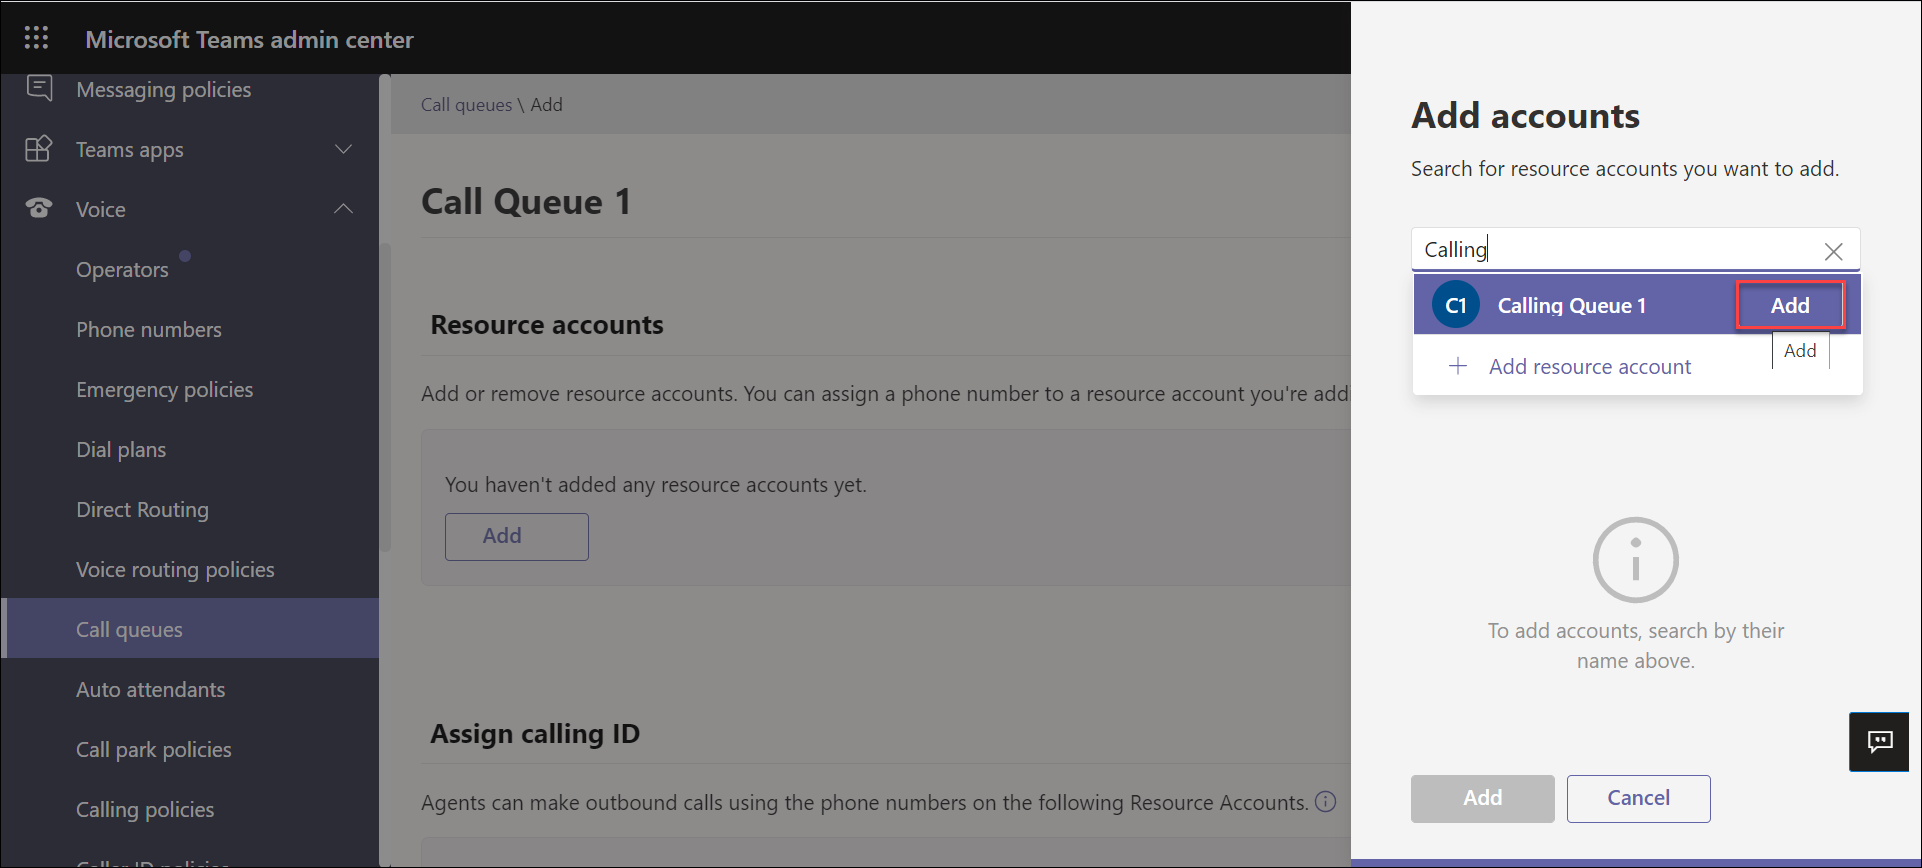 Microsoft Teams admin center
Messaging policies
Teams apps
Voice
Operators
Phone numbers
Emergency policies
Dial plans
Direct Routing
Voice routing policies
Call queues
Auto attendants
Call park policies
Calling policies
Caller ID policies
Call queues \ Add
Call Queue 1
Resource accounts
Add or remove resource accounts. You can assign a phone number to a resource account you're addi
You haven't added any resource accounts yet.
Add
Assign calling ID
Agents can make outbound calls using the phone numbers on the following Resource Accounts.
Add accounts
Search for resource accounts you want to add.
Calling
C1 Calling Queue 1 Add
Add
Add resource account
To add accounts, search by their
name above.
Add Cancel